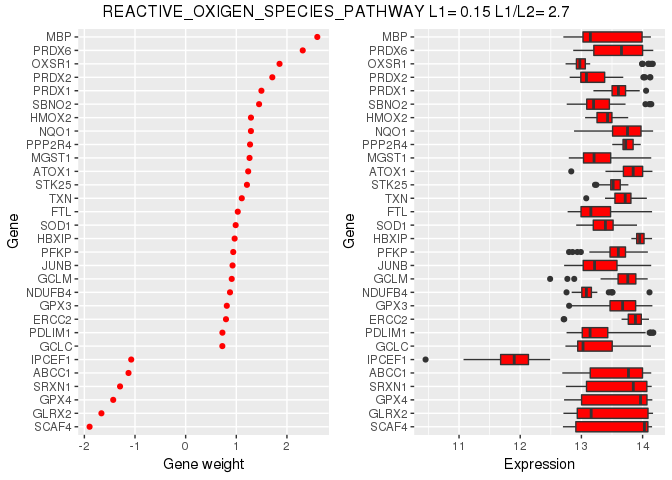 REACTIVE_OXIGEN_SPECIES_PATHWAY L1= 0.15 L1/L2= 2.7
Gene
MBP
PRDX6
OXSR1
PRDX2
PRDX1
SBNO2
HMOX2
NQO1
PPP2R4
MGST1
ATOX1
STK25
TXN
FTL
SOD1
HBXIP
PFKP
JUNB
GCLM
NDUFB4
GPX3
ERCC2
PDLIM1
GCLC
IPCEF1
ABCC1
SRXN1
GPX4
GLRX2
SCAF4
-2 -1 0 1 2
Gene weight
Gene
MBP
PRDX6
OXSR1
PRDX2
PRDX1
SBNO2
HMOX2
NQO1
PPP2R4
MGST1
ATOX1
STK25
TXN
FTL
SOD1
HBXIP
PFKP
JUNB
GCLM
NDUFB4
GPX3
ERCC2
PDLIM1
GCLC
IPCEF1
ABCC1
SRXN1
GPX4
GLRX2
SCAF4
11 12 13 14
Expression